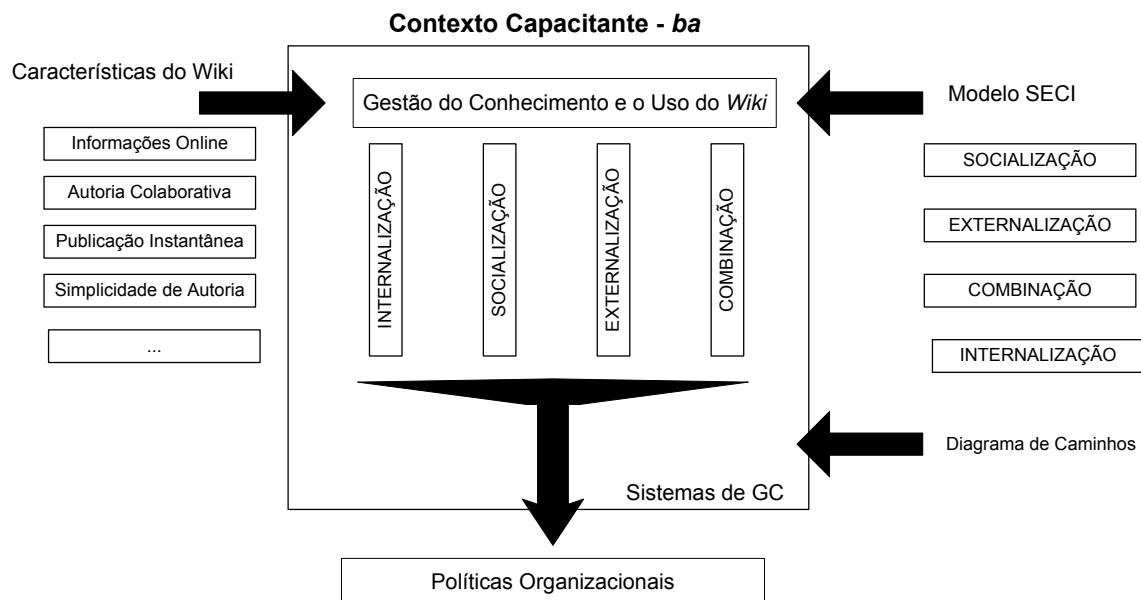 Contexto Capacitante - ba
Características do Wiki
Informações Online
Autoria Colaborativa
Publicação Instantânea
Simplicidade de Autoria
...
Gestão do Conhecimento e o Uso do Wiki
INTERNALIZAÇÃO
SOCIALIZAÇÃO
EXTERNALIZAÇÃO
COMBINAÇÃO
Sistemas de GC
Modelo SECI
SOCIALIZAÇÃO
EXTERNALIZAÇÃO
COMBINAÇÃO
INTERNALIZAÇÃO
Diagrama de Caminhos
Políticas Organizacionais